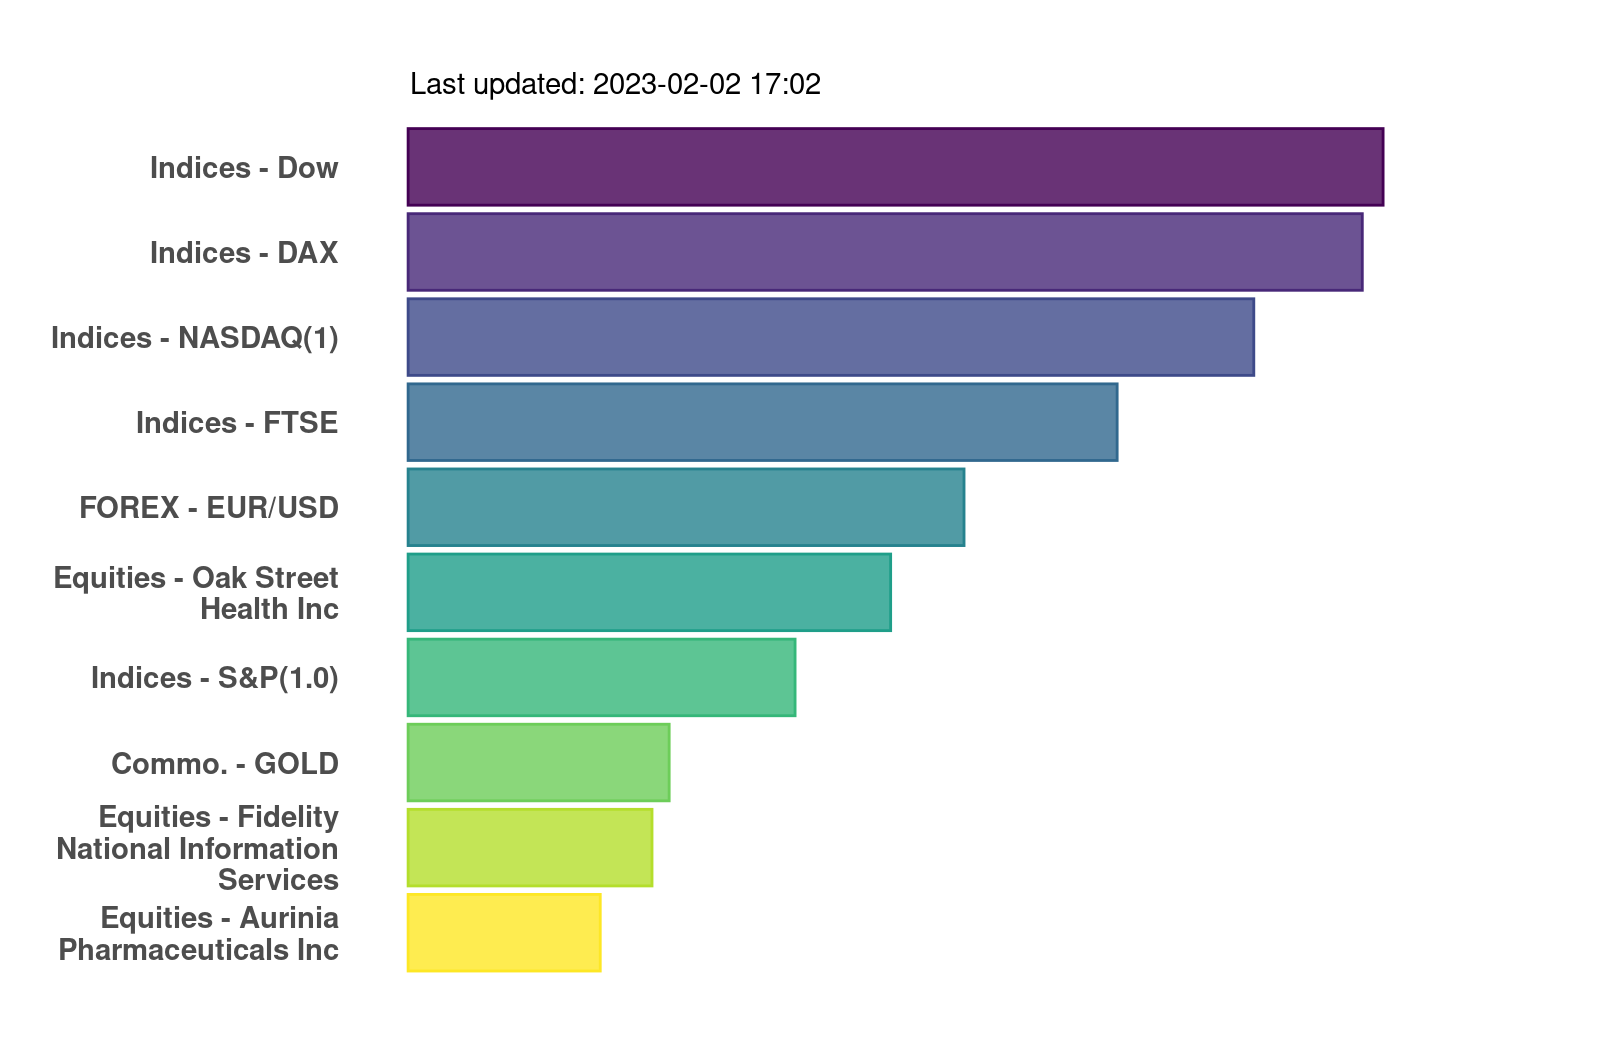 Last updated: 2023-02-02 17:02
Indices - Dow
Indices - DAX
Indices - NASDAQ(1)
Indices - FTSE
FOREX - EUR/USD
Equities - Oak Street
Health Inc
Indices - S&P(1.0)
Commo. - GOLD
Equities - Fidelity
National Information
Services
Equities - Aurinia
Pharmaceuticals Inc